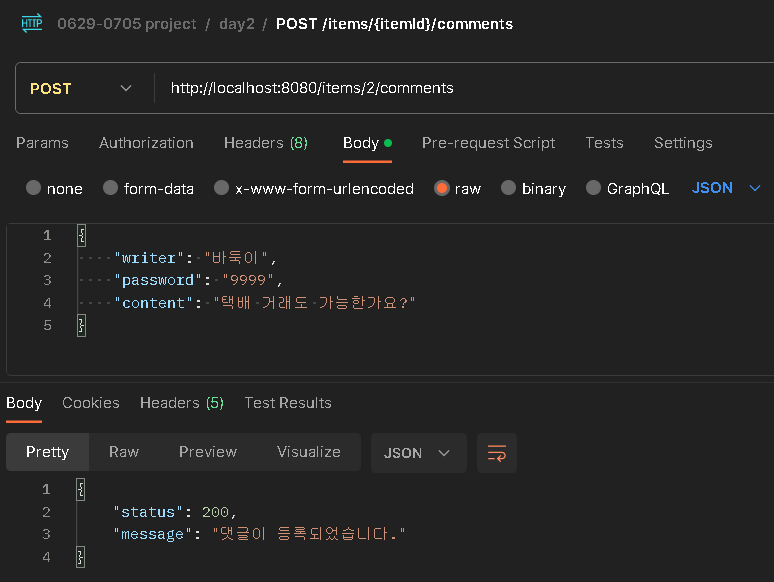 HTTP 0629-0705 project / day2 / POST /items/{itemId}/comments
POST http://localhost:8080/items/2/comments
Params Authorization Headers (8) Body Pre-request Script Tests Settings
none form-data x-www-form-urlencoded raw binary GraphQL JSON
1 {
2 "writer": "바둑이",
3 "password": "9999",
4 "content": "택배 거래도 가능한가요?"
5 }
Body Cookies Headers (5) Test Results
Pretty Raw Preview Visualize JSON
1 {
2 "status": 200,
3 "message": "댓글이 등록되었습니다."
4 }